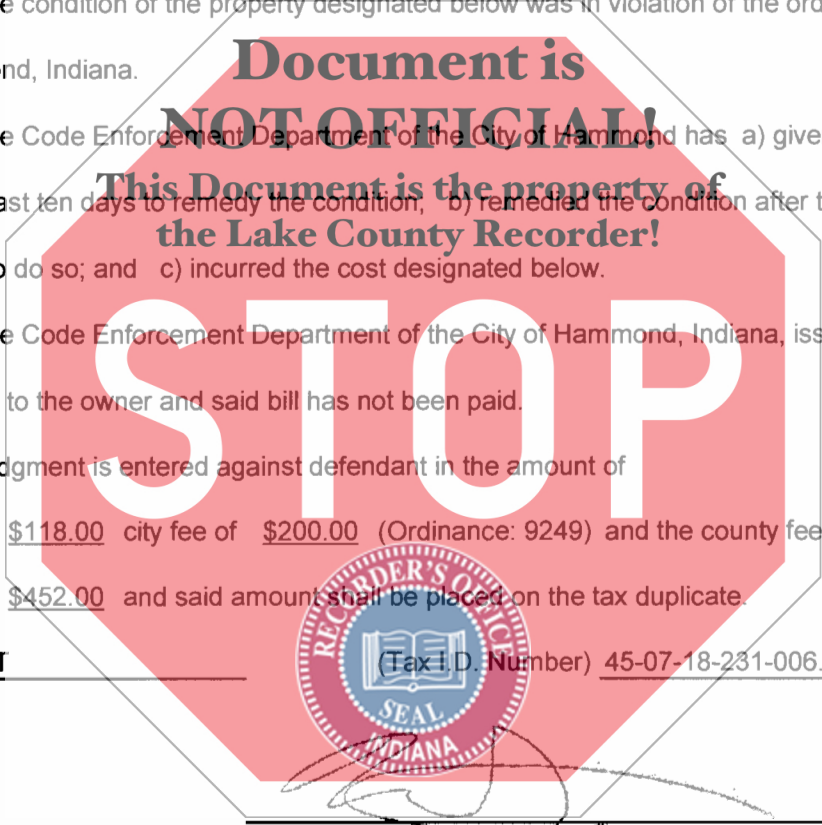 e condition of the property designated below was in violation of the ord
nd, Indiana.
Document is
NOT OFFICIAL!
e Code Enforcement Department of the City of Hammond has a) give
This Document is the property of
ast ten days to remedy the condition; b) remedied the condition after t
the Lake County Recorder!
o do so; and c) incurred the cost designated below.
STOP
e Code Enforcement Department of the City of Hammond, Indiana, iss
to the owner and said bill has not been paid.
dgment is entered against defendant in the amount of
$118.00 city fee of $200.00 (Ordinance: 9249) and the county fee
$452.00 and said amount shall be placed on the tax duplicate.
(Tax I.D. Number) 45-07-18-231-006.
RECORDER'S OFFICE
SEAL
INDIANA